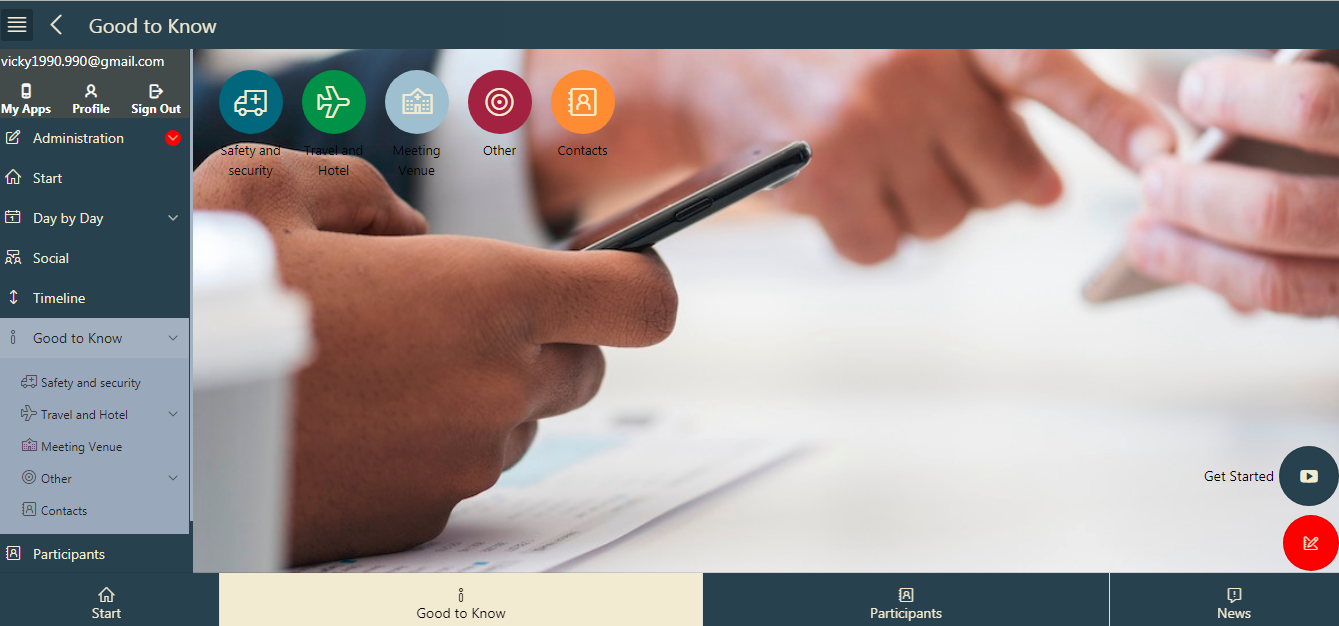 Good to Know
vicky1990.990@gmail.com
My Apps Profile Sign Out
Administration
Start
Day by Day
Social
Timeline
Good to Know
Safety and security
Travel and Hotel
Meeting Venue
Other
Contacts
Participants
Safety and
security
Travel and
Hotel
Meeting
Venue
Other
Contacts
Get Started
Start
Good to Know
Participants
News